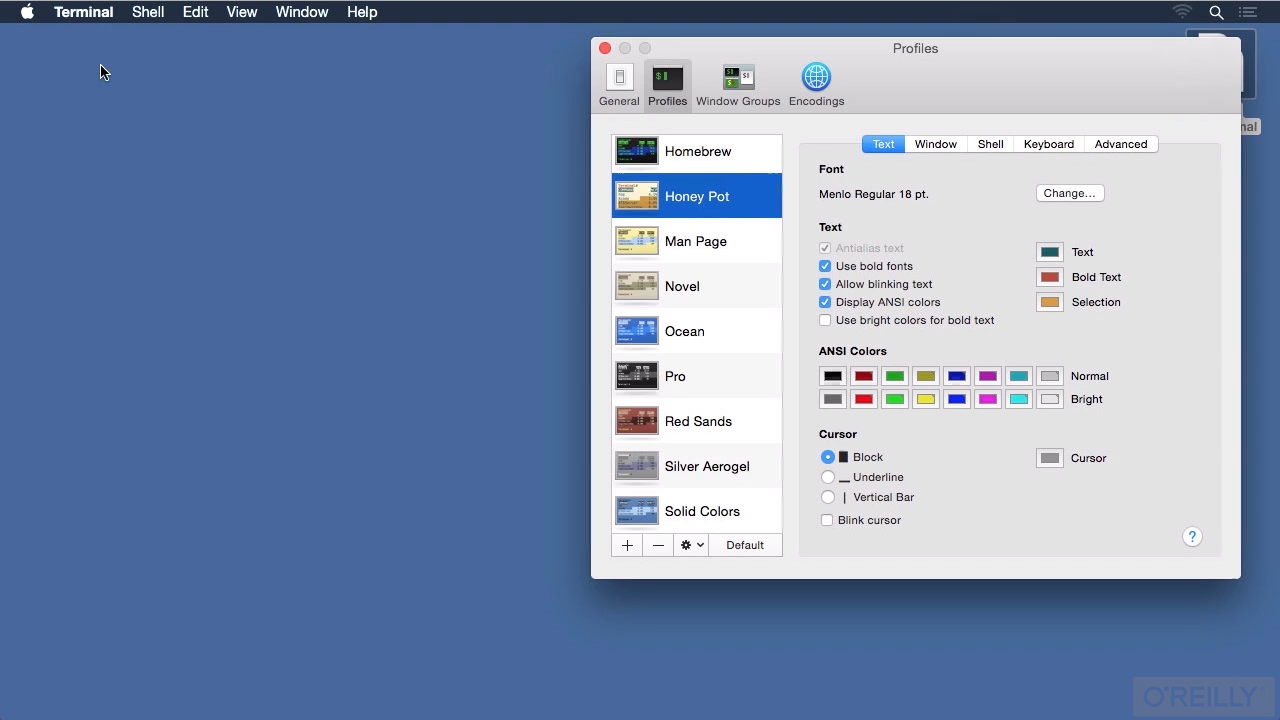 Terminal Shell Edit View Window Help
Profiles
General Profiles Window Groups Encodings
nal
Homebrew
Honey Pot
Man Page
Novel
Ocean
Pro
Red Sands
Silver Aerogel
Solid Colors
Default
Text Window Shell Keyboard Advanced
Font
Menlo Regular 18 pt. Change...
Text
Antialias text
Use bold fonts
Allow blinking text
Display ANSI colors
Use bright colors for bold text
Text
Bold Text
Selection
ANSI Colors
Normal
Bright
Cursor
Block
Underline
Vertical Bar
Blink cursor
Cursor
?
O'REILLY